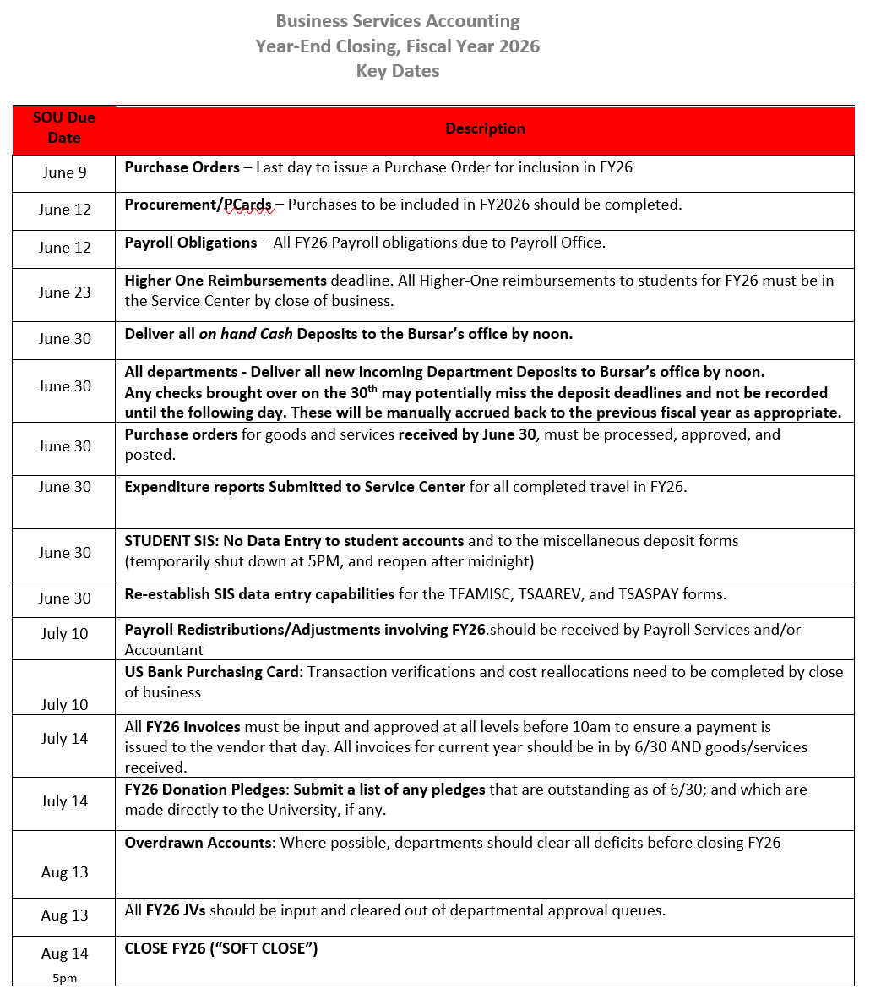 Business Services Accounting
Year-End Closing, Fiscal Year 2026
Key Dates
SOU Due
Date
Description
June 9
Purchase Orders – Last day to issue a Purchase Order for inclusion in FY26
June 12
Procurement/PCards – Purchases to be included in FY2026 should be completed.
June 12
Payroll Obligations – All FY26 Payroll obligations due to Payroll Office.
June 23
Higher One Reimbursements deadline. All Higher-One reimbursements to students for FY26 must be in
the Service Center by close of business.
June 30
Deliver all on hand Cash Deposits to the Bursar’s office by noon.
June 30
All departments - Deliver all new incoming Department Deposits to Bursar’s office by noon.
Any checks brought over on the 30th may potentially miss the deposit deadlines and not be recorded
until the following day. These will be manually accrued back to the previous fiscal year as appropriate.
June 30
Purchase orders for goods and services received by June 30, must be processed, approved, and
posted.
June 30
Expenditure reports Submitted to Service Center for all completed travel in FY26.
June 30
STUDENT SIS: No Data Entry to student accounts and to the miscellaneous deposit forms
(temporarily shut down at 5PM, and reopen after midnight)
June 30
Re-establish SIS data entry capabilities for the TFAMISC, TSAAREV, and TSASPAY forms.
July 10
Payroll Redistributions/Adjustments involving FY26.should be received by Payroll Services and/or
Accountant
July 10
US Bank Purchasing Card: Transaction verifications and cost reallocations need to be completed by close
of business
July 14
All FY26 Invoices must be input and approved at all levels before 10am to ensure a payment is
issued to the vendor that day. All invoices for current year should be in by 6/30 AND goods/services
received.
July 14
FY26 Donation Pledges: Submit a list of any pledges that are outstanding as of 6/30; and which are
made directly to the University, if any.
Aug 13
Overdrawn Accounts: Where possible, departments should clear all deficits before closing FY26
Aug 13
All FY26 JVs should be input and cleared out of departmental approval queues.
Aug 14
5pm
CLOSE FY26 (“SOFT CLOSE”)